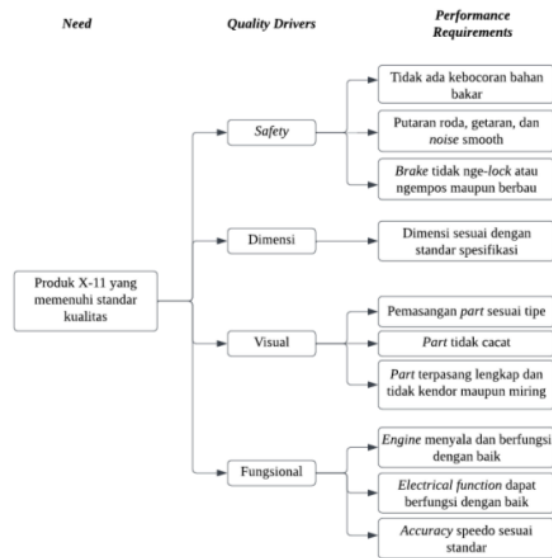 Need
Quality Drivers
Performance
Requirements
Tidak ada kebocoran bahan
bakar
Safety
Putaran roda, getaran, dan
noise smooth
Brake tidak nge-lock atau
ngempos maupun berbau
Dimensi
Dimensi sesuai dengan
standar spesifikasi
Produk X-11 yang
memenuhi standar
kualitas
Pemasangan part sesuai tipe
Visual
Part tidak cacat
Part terpasang lengkap dan
tidak kendor maupun miring
Engine menyala dan berfungsi
dengan baik
Fungsional
Electrical function dapat
berfungsi dengan baik
Accuracy speedo sesuai
standar